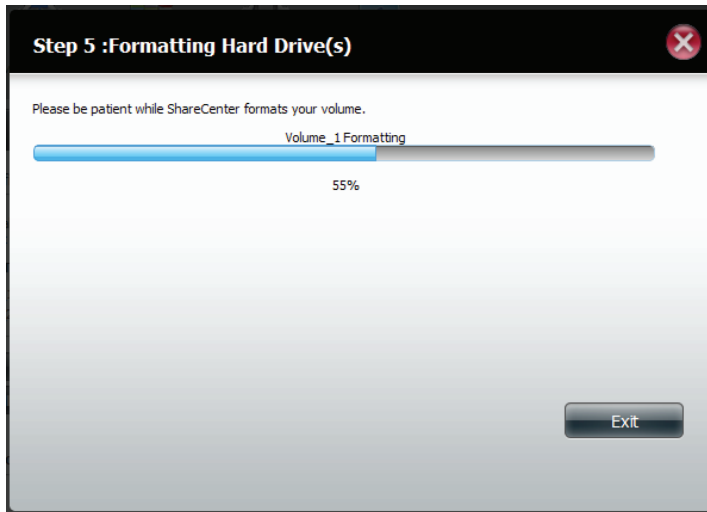 Step 5 :Formatting Hard Drive(s)
Please be patient while ShareCenter formats your volume.
Volume_1 Formatting
55%
Exit